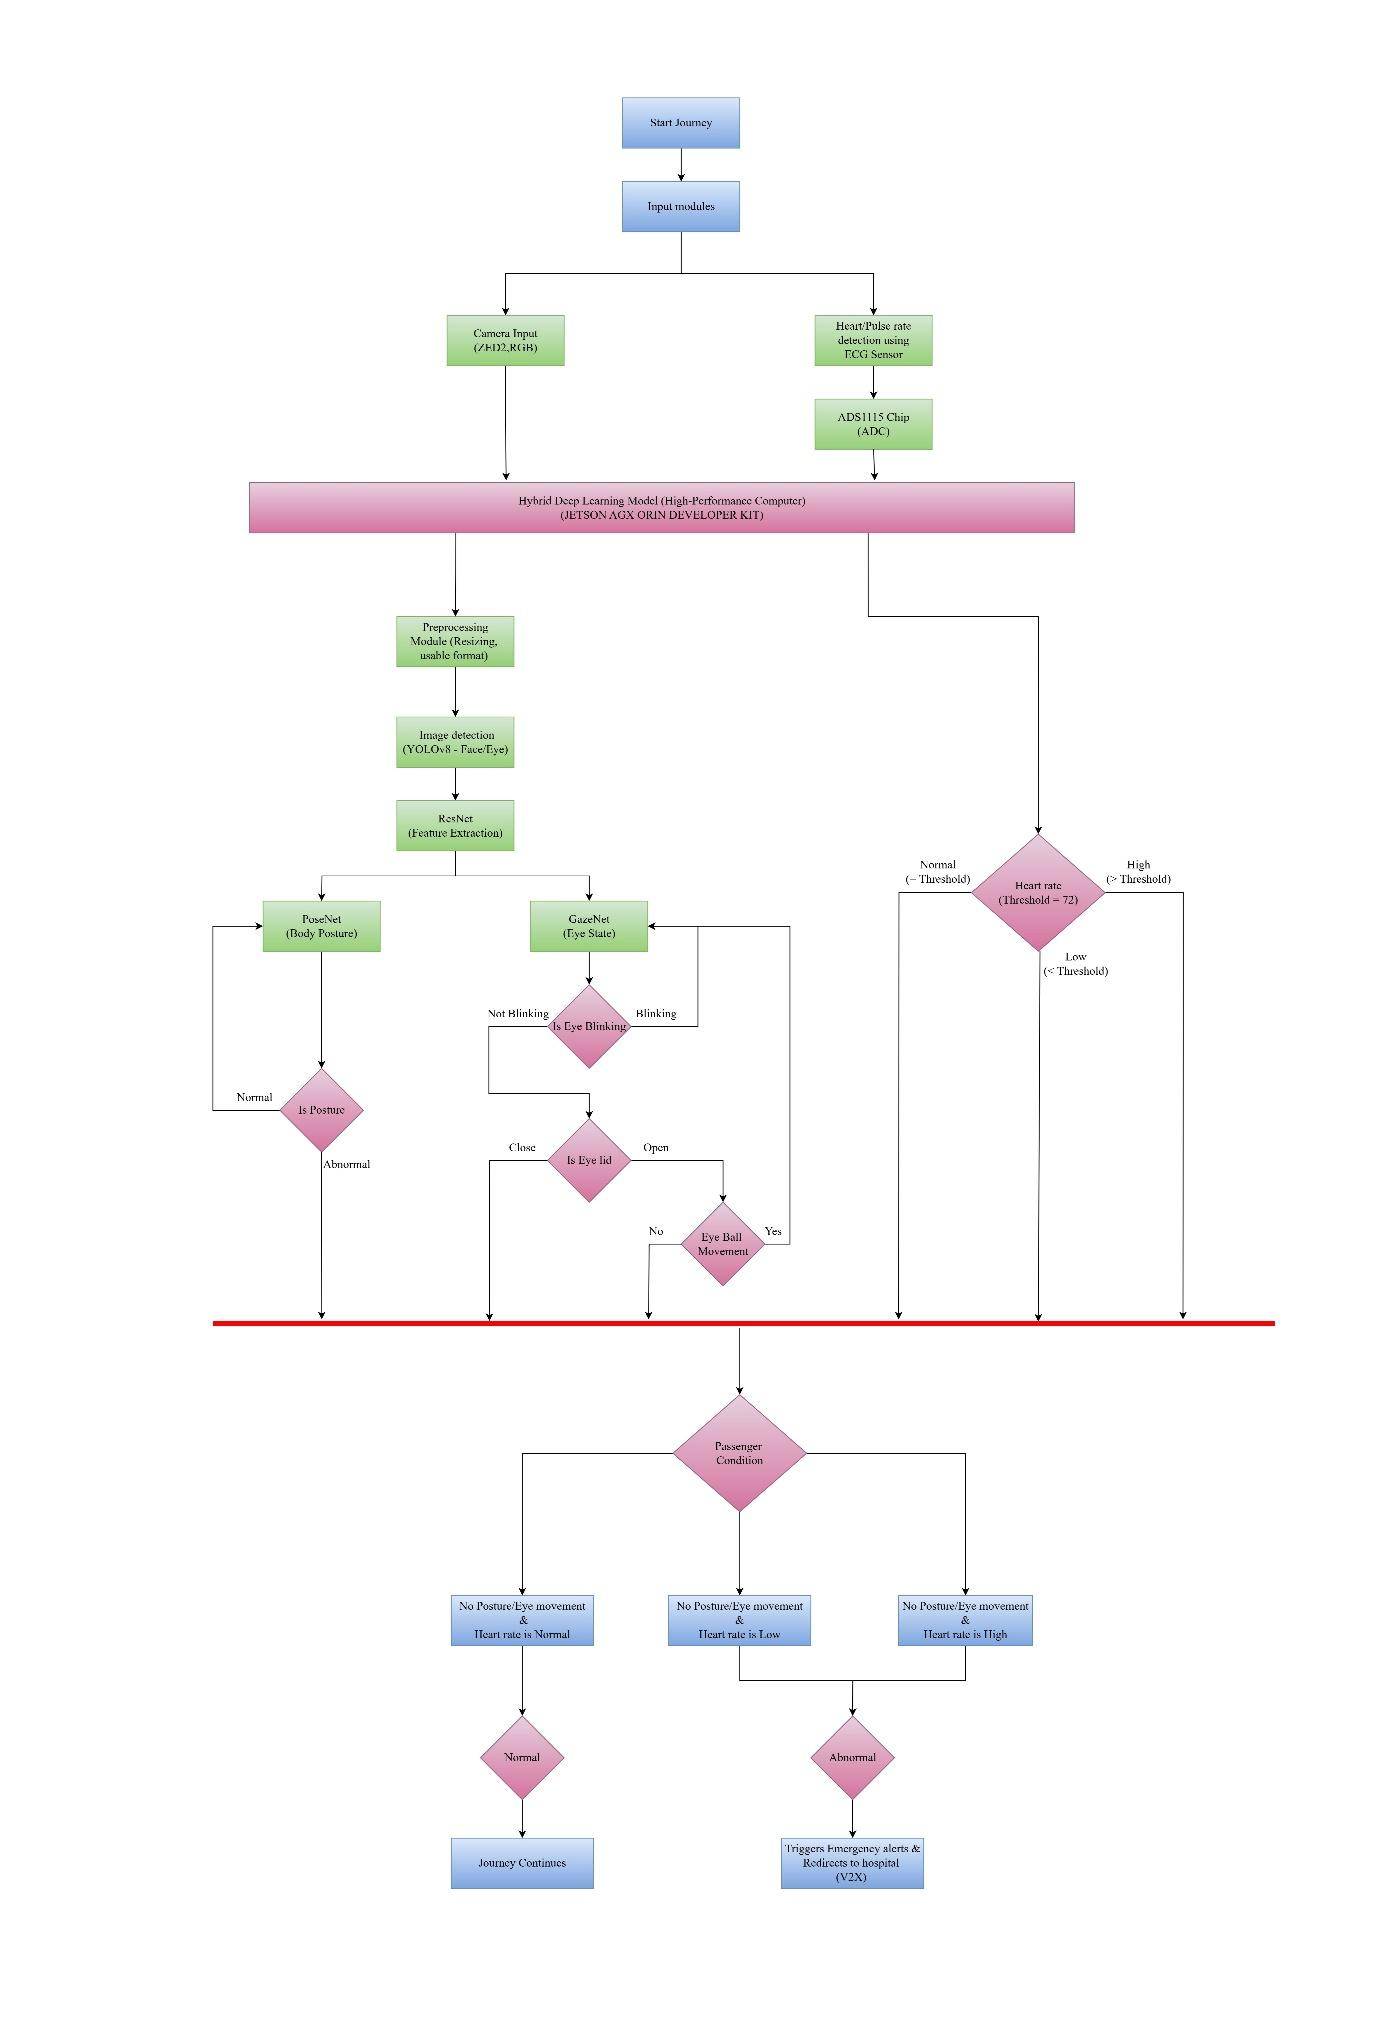 Start Journey
Input modules
Camera Input
(ZED2,RGB)
Heart/Pulse rate
detection using
ECG Sensor
ADS1115 Chip
(ADC)
Hybrid Deep Learning Model (High-Performance Computer)
(JETSON AGX ORIN DEVELOPER KIT)
Preprocessing
Module (Resizing,
usable format)
Image detection
(YOLOv8 - Face/Eye)
ResNet
(Feature Extraction)
PoseNet
(Body Posture)
GazeNet
(Eye State)
Normal
(= Threshold)
Heart rate
(Threshold = 72)
High
(> Threshold)
Low
(< Threshold)
Not Blinking
Is Eye Blinking
Blinking
Normal
Is Posture
Abnormal
Close
Is Eye lid
Open
No
Eye Ball
Movement
Yes
Passenger
Condition
No Posture/Eye movement
&
Heart rate is Normal
No Posture/Eye movement
&
Heart rate is Low
No Posture/Eye movement
&
Heart rate is High
Normal
Abnormal
Journey Continues
Triggers Emergency alerts &
Redirects to hospital
(V2X)